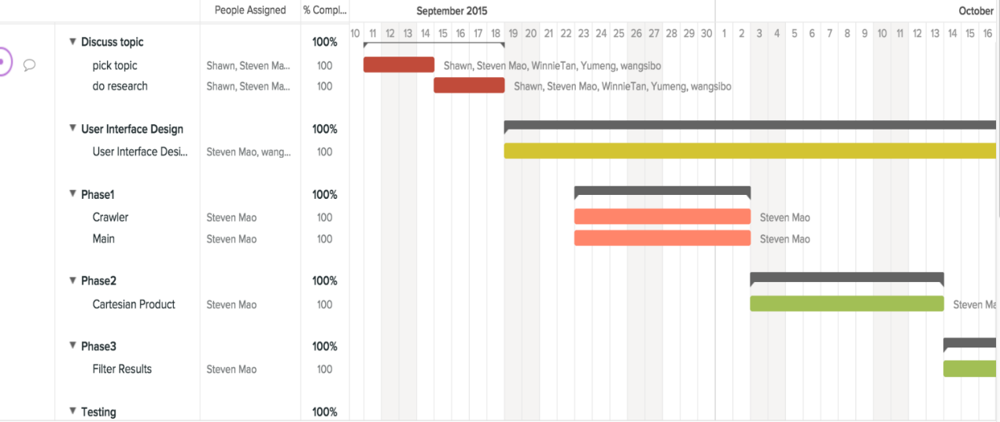 People Assigned % Compl... September 2015 October
10 11 12 13 14 15 16 17 18 19 20 21 22 23 24 25 26 27 28 29 30 1 2 3 4 5 6 7 8 9 10 11 12 13 14 15 16
Discuss topic 100%
pick topic Shawn, Steven Ma... 100 Shawn, Steven Mao, WinnieTan, Yumeng, wangsibo
do research Shawn, Steven Ma... 100 Shawn, Steven Mao, WinnieTan, Yumeng, wangsibo
User Interface Design 100%
User Interface Desi... Steven Mao, wang... 100
Phase1 100%
Crawler Steven Mao 100 Steven Mao
Main Steven Mao 100 Steven Mao
Phase2 100%
Cartesian Product Steven Mao 100 Steven Ma
Phase3 100%
Filter Results Steven Mao 100
Testing 100%